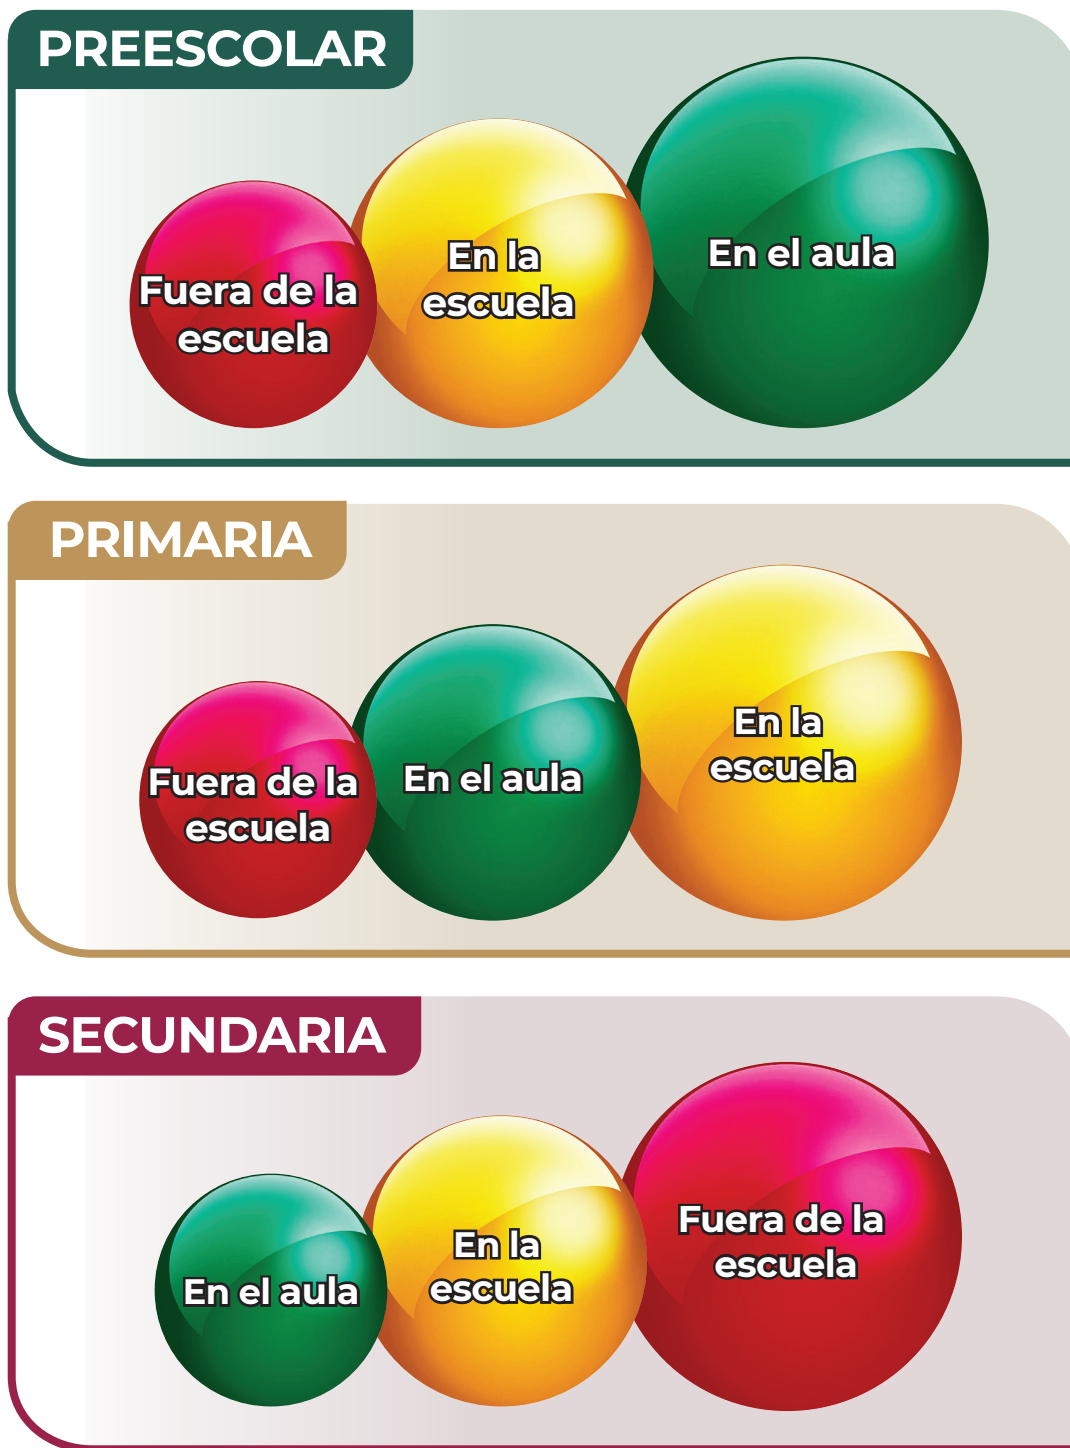 PREESCOLAR
Fuera de la
escuela
En la
escuela
En el aula
PRIMARIA
Fuera de la
escuela
En el aula
En la
escuela
SECUNDARIA
En el aula
En la
escuela
Fuera de la
escuela